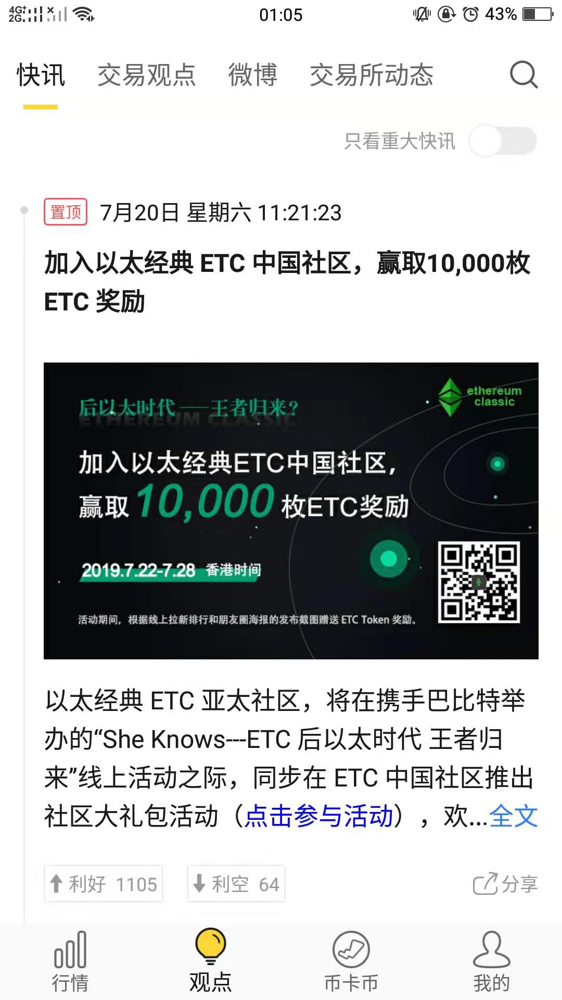 4G+ 2G
01:05
43%
快讯 交易观点 微博 交易所动态
只看重大快讯
置顶 7月20日 星期六 11:21:23
加入以太经典 ETC 中国社区，赢取10,000枚
ETC 奖励
ethereum
classic
后以太时代——王者归来？
ETHEREUM CLASSIC
加入以太经典ETC中国社区，
赢取10,000枚ETC奖励
2019.7.22-7.28 香港时间
活动期间，根据线上拉新排行和朋友圈海报的发布截图赠送 ETC Token 奖励。
以太经典 ETC 亚太社区，将在携手巴比特举
办的“She Knows---ETC 后以太时代 王者归
来”线上活动之际，同步在 ETC 中国社区推出
社区大礼包活动（点击参与活动），欢...全文
利好 1105 利空 64 分享
行情 观点 币卡币 我的